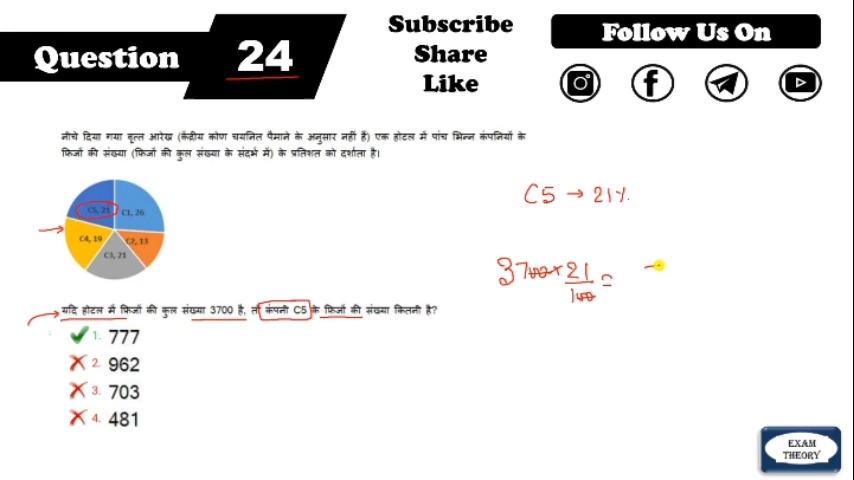 Question 24
Subscribe
Share
Like
Follow Us On
नीचे दिया गया वृत्त आरेख (केंद्रीय कोण चयनित पैमाने के अनुसार नहीं हैं) एक होटल में पांच भिन्न कंपनियों के
फ्रिजों की संख्या (फ्रिजों की कुल संख्या के संदर्भ में) के प्रतिशत को दर्शाता है।
C5, 21
C1, 26
C4, 19
C2, 13
C3, 21
C5 → 21%
3700 × 21/100 =
यदि होटल में फ्रिजों की कुल संख्या 3700 है, तो कंपनी C5 के फ्रिजों की संख्या कितनी है?
1. 777
2. 962
3. 703
4. 481
EXAM
THEORY